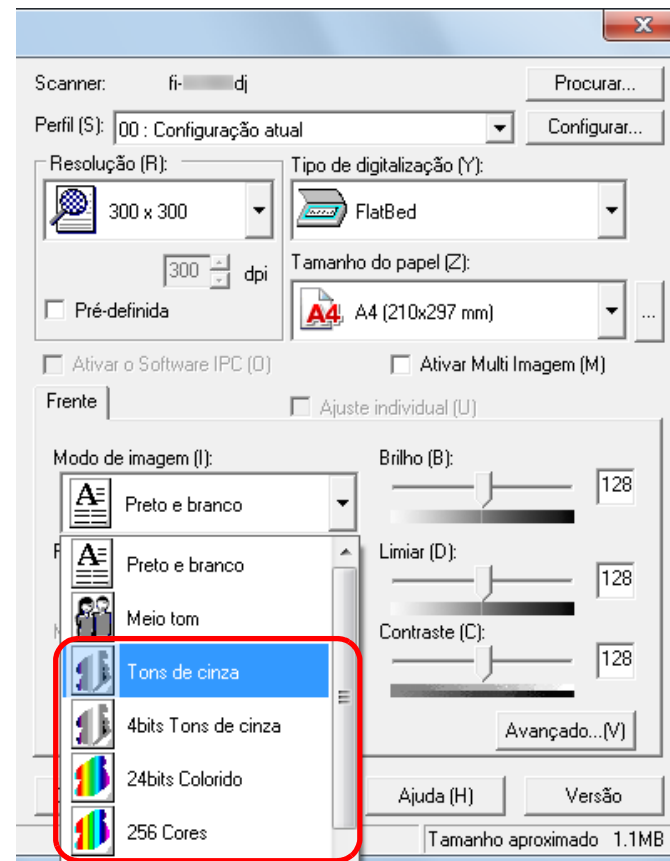 Scanner: fi- dj Procurar...
Perfil (S): 00 : Configuração atual Configurar...
Resolução (R): Tipo de digitalização (Y):
300 x 300 FlatBed
300 dpi Tamanho do papel (Z):
Pré-definida A4 A4 (210x297 mm) ...
Ativar o Software IPC (O) Ativar Multi Imagem (M)
Frente Ajuste individual (U)
Modo de imagem (I): Brilho (B):
Preto e branco 128
Preto e branco Limiar (D):
128
Meio tom Contraste (C):
Tons de cinza 128
4bits Tons de cinza Avançado...(V)
24bits Colorido Ajuda (H) Versão
256 Cores Tamanho aproximado 1.1MB